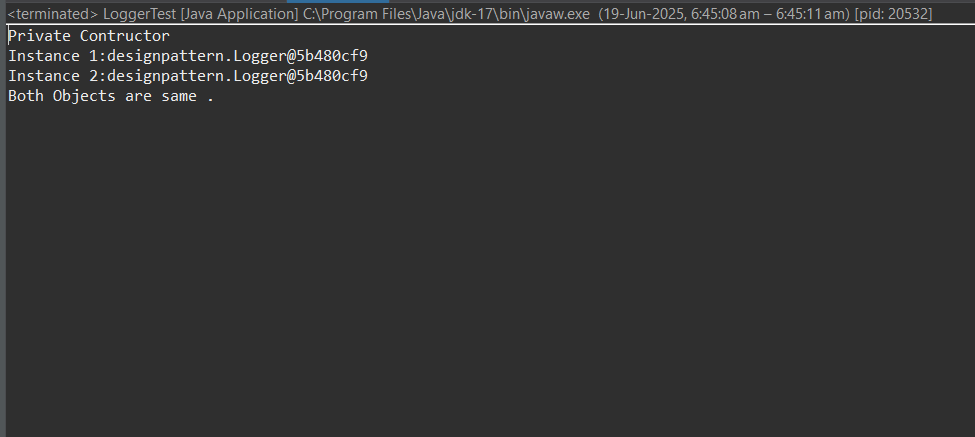 <terminated> LoggerTest [Java Application] C:\Program Files\Java\jdk-17\bin\javaw.exe (19-Jun-2025, 6:45:08 am – 6:45:11 am) [pid: 20532]
Private Contructor
Instance 1:designpattern.Logger@5b480cf9
Instance 2:designpattern.Logger@5b480cf9
Both Objects are same .